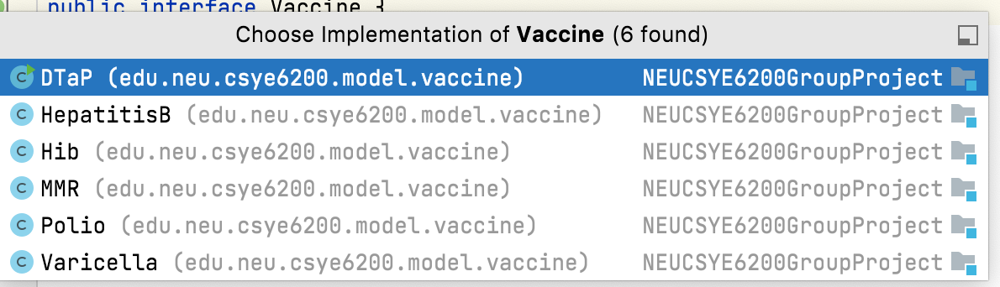 public interface Vaccine {
Choose Implementation of Vaccine (6 found)
DTaP (edu.neu.csye6200.model.vaccine) NEUCSYE6200GroupProject
HepatitisB (edu.neu.csye6200.model.vaccine) NEUCSYE6200GroupProject
Hib (edu.neu.csye6200.model.vaccine) NEUCSYE6200GroupProject
MMR (edu.neu.csye6200.model.vaccine) NEUCSYE6200GroupProject
Polio (edu.neu.csye6200.model.vaccine) NEUCSYE6200GroupProject
Varicella (edu.neu.csye6200.model.vaccine) NEUCSYE6200GroupProject